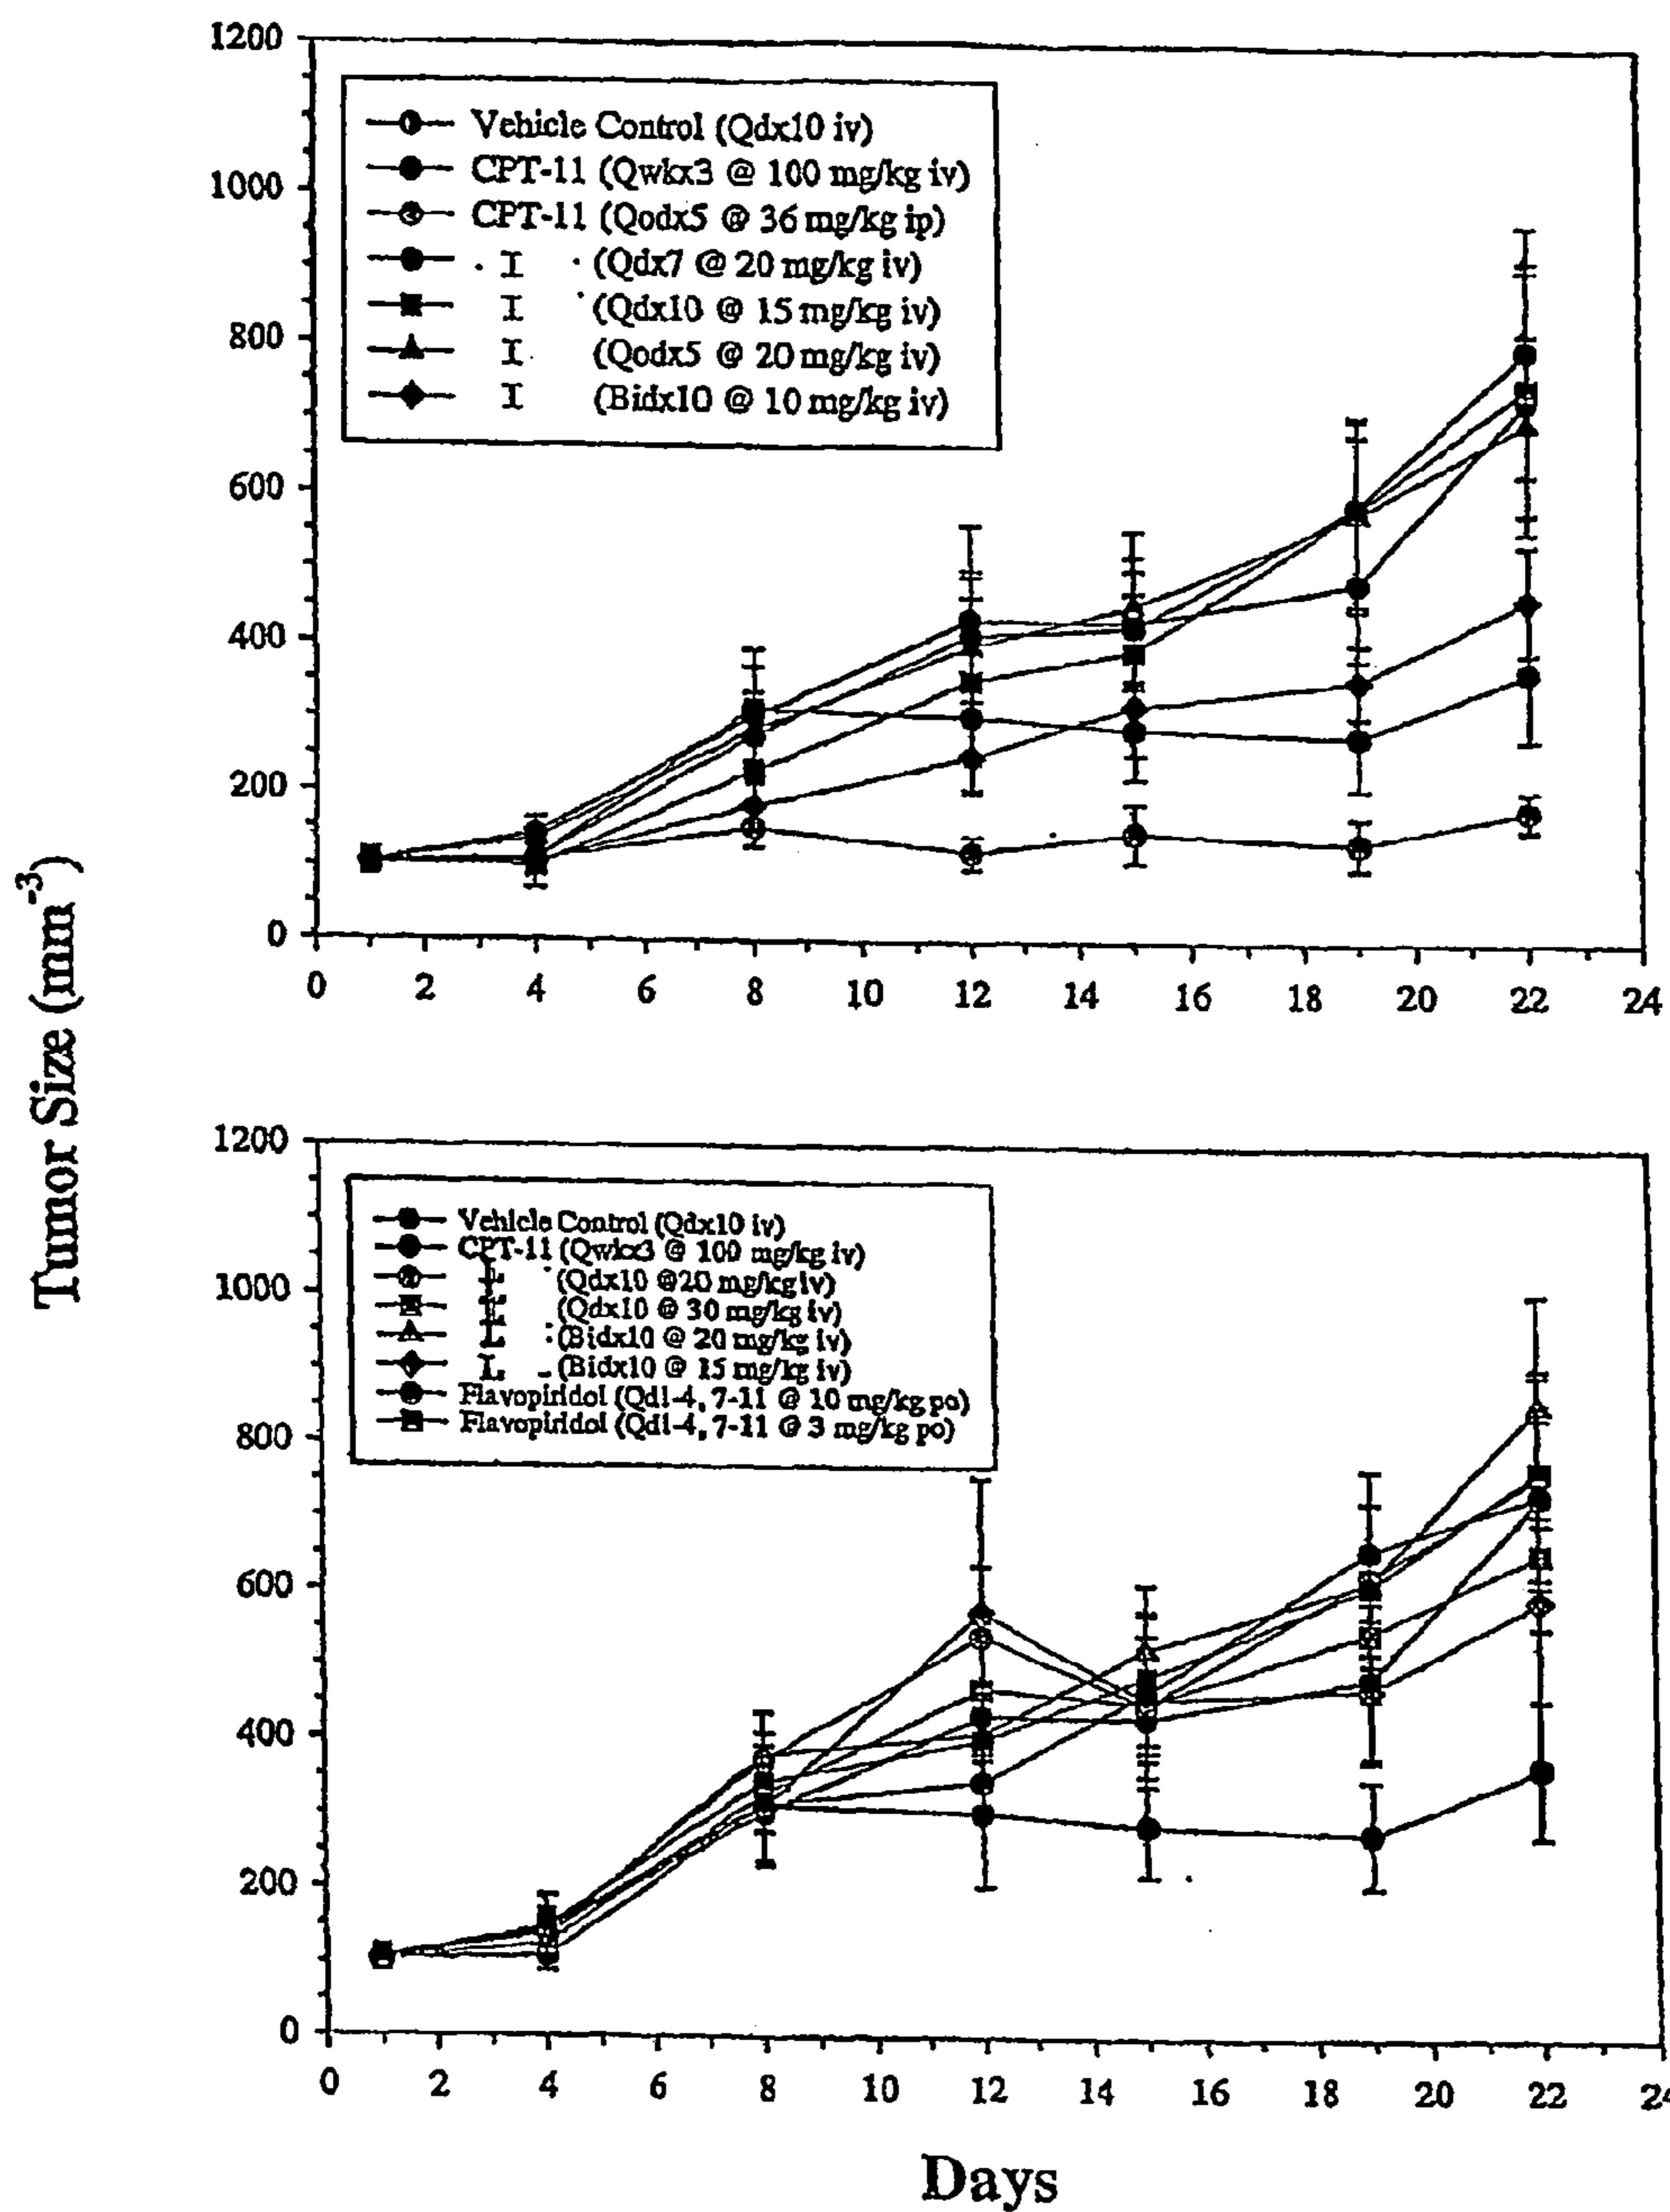 Tumor Size (mm⁻³)
1200
1000
800
600
400
200
0
Vehicle Control (Qdx10 iv)
CPT-11 (Qwkx3 @ 100 mg/kg iv)
CPT-11 (Qodx5 @ 36 mg/kg ip)
I (Qdx7 @ 20 mg/kg iv)
I (Qdx10 @ 15 mg/kg iv)
I (Qodx5 @ 20 mg/kg iv)
I (Bidx10 @ 10 mg/kg iv)
0 2 4 6 8 10 12 14 16 18 20 22 24
1200
1000
800
600
400
200
0
Vehicle Control (Qdx10 iv)
CPT-11 (Qwkx3 @ 100 mg/kg iv)
(Qdx10 @20 mg/kg iv)
(Qdx10 @ 30 mg/kg iv)
(Bidx10 @ 20 mg/kg iv)
(Bidx10 @ 15 mg/kg iv)
Flavopiridol (Qd1-4, 7-11 @ 10 mg/kg po)
Flavopiridol (Qd1-4, 7-11 @ 3 mg/kg po)
0 2 4 6 8 10 12 14 16 18 20 22
Days